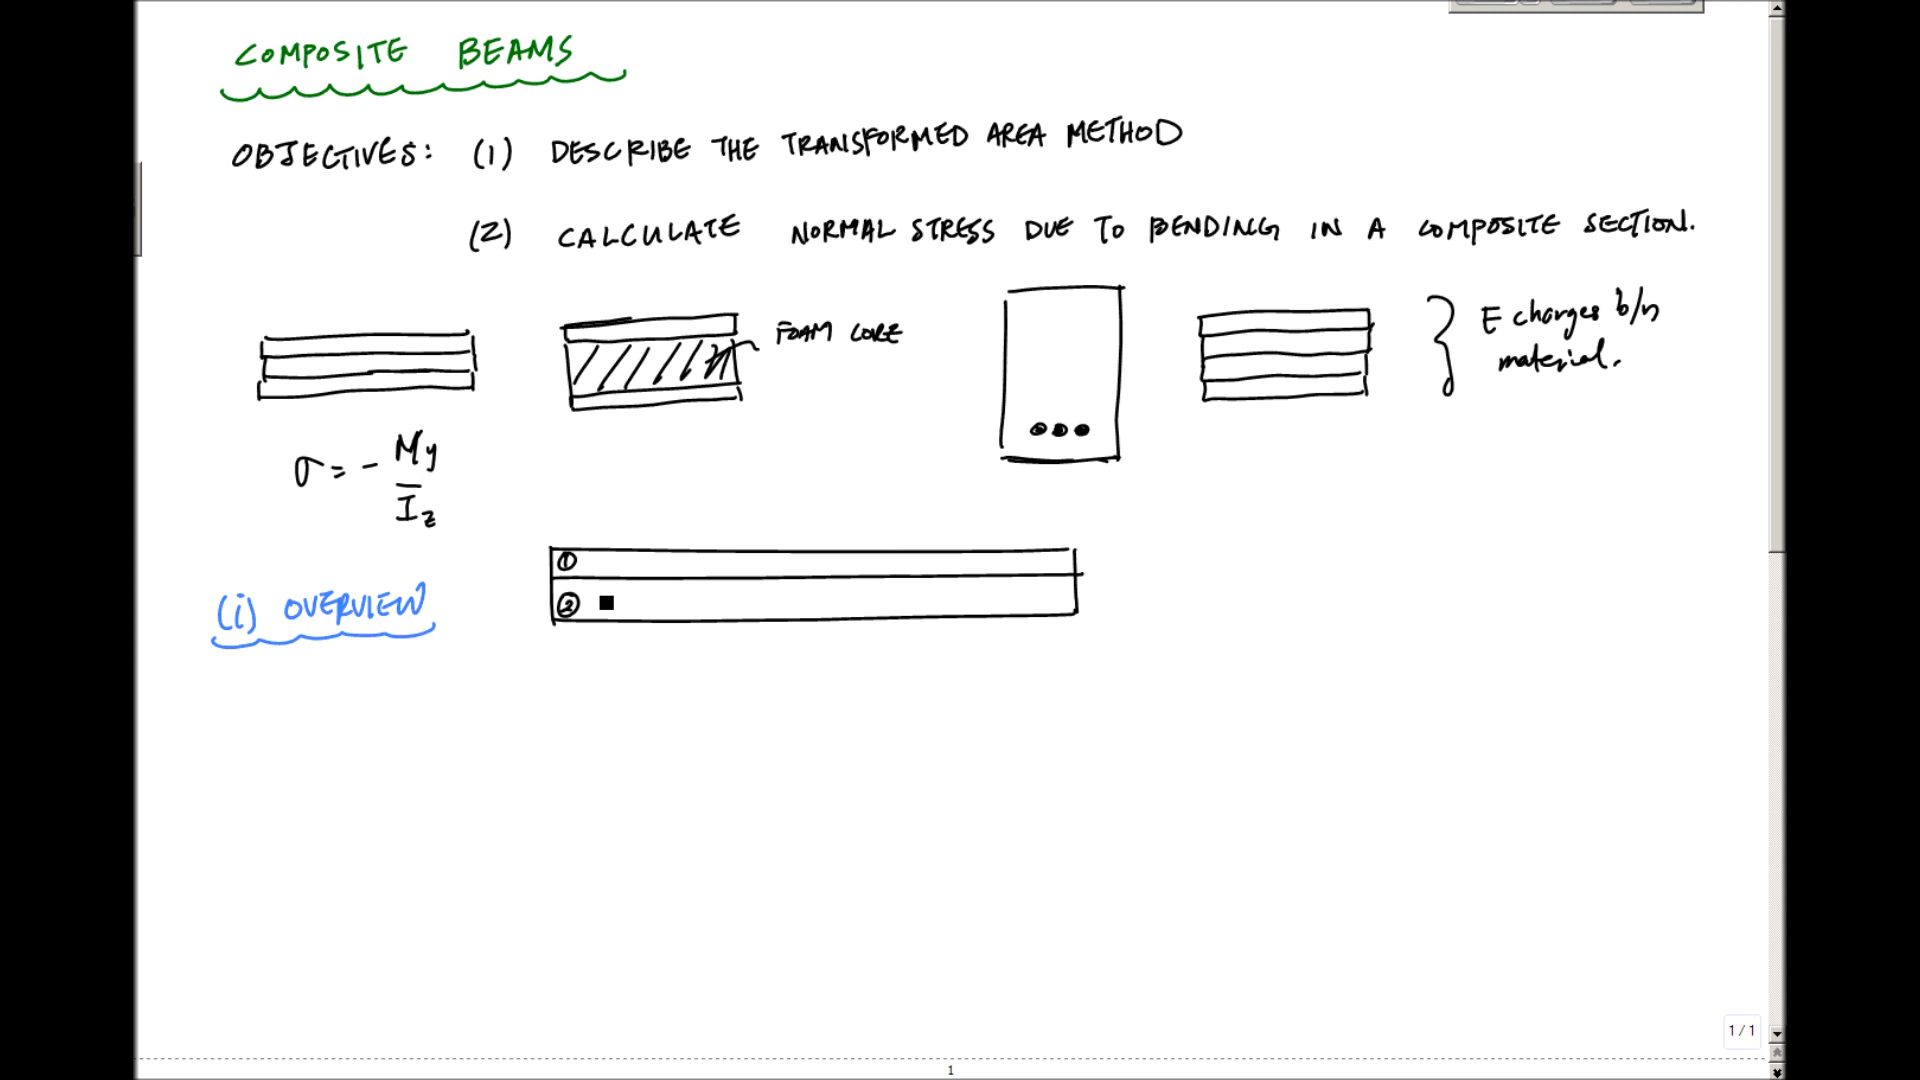 COMPOSITE BEAMS
OBJECTIVES: (1) DESCRIBE THE TRANSFORMED AREA METHOD
(2) CALCULATE NORMAL STRESS DUE TO BENDING IN A COMPOSITE SECTION.
FOAM CORE
E changes b/n
material.
σ = - My
I_z
(i) OVERVIEW
①
②
1 / 1
1